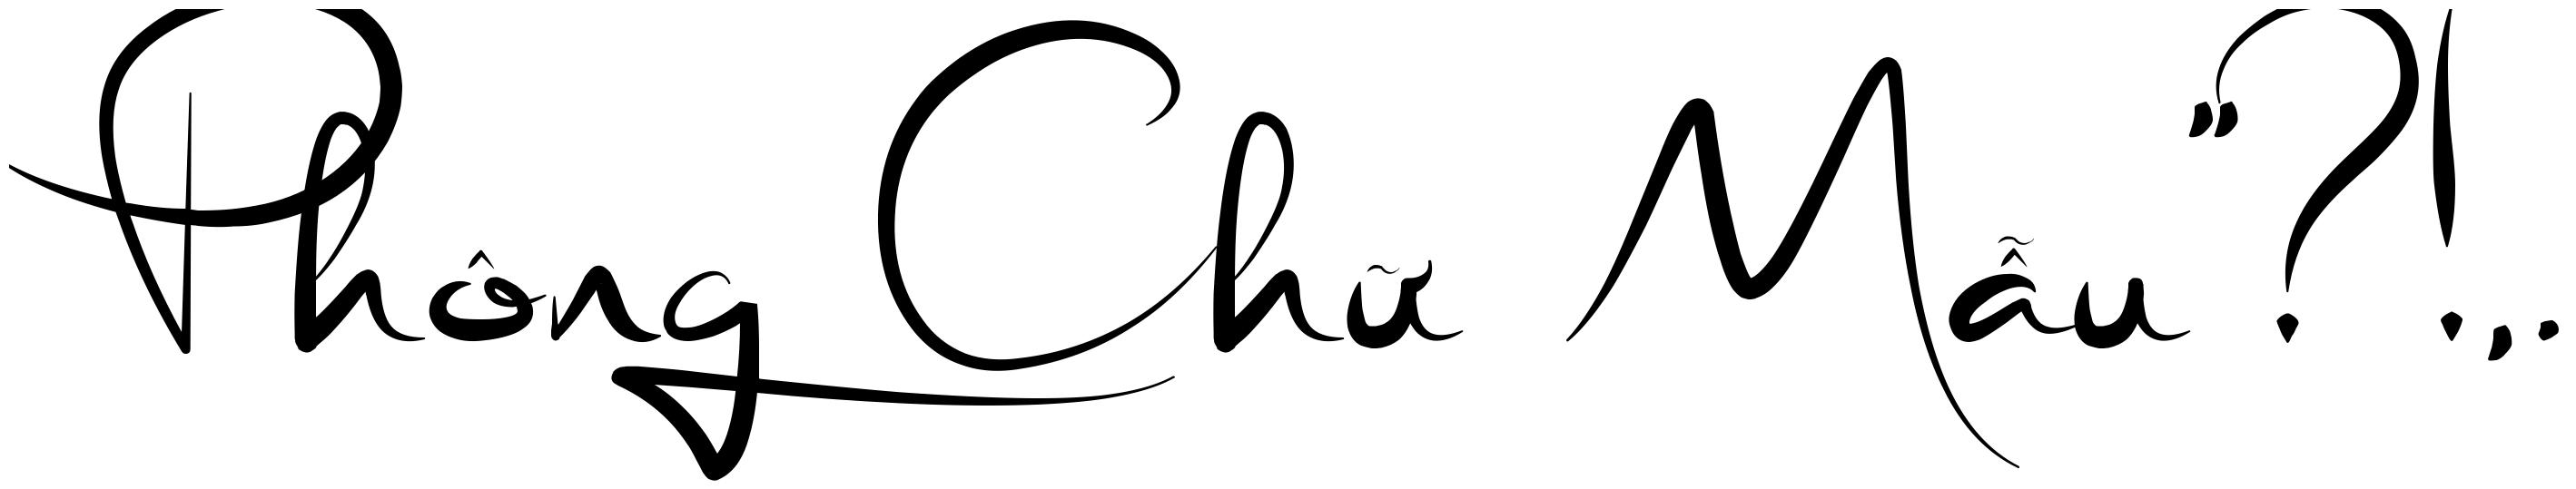 Phông Chữ Mẫu”?!,.